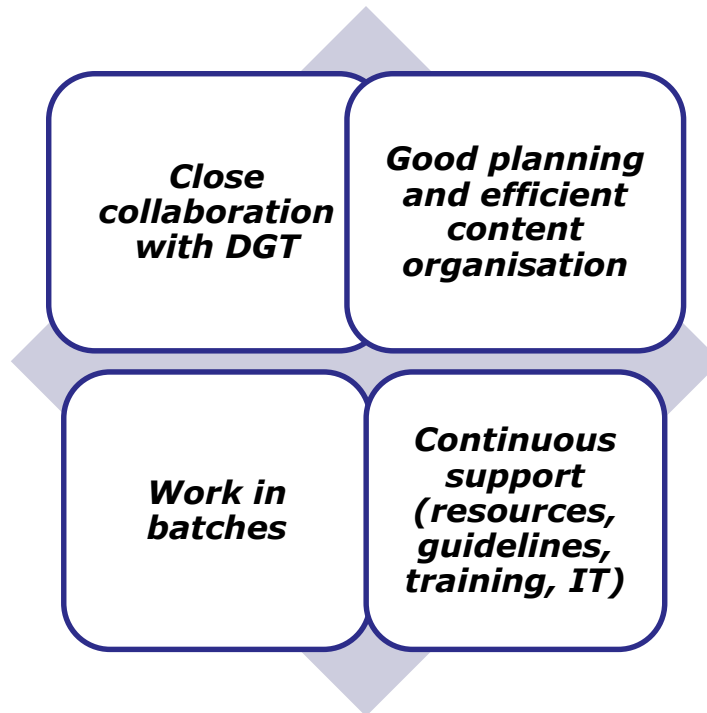 Close
collaboration
with DGT
Good planning
and efficient
content
organisation
Work in
batches
Continuous
support
(resources,
guidelines,
training, IT)